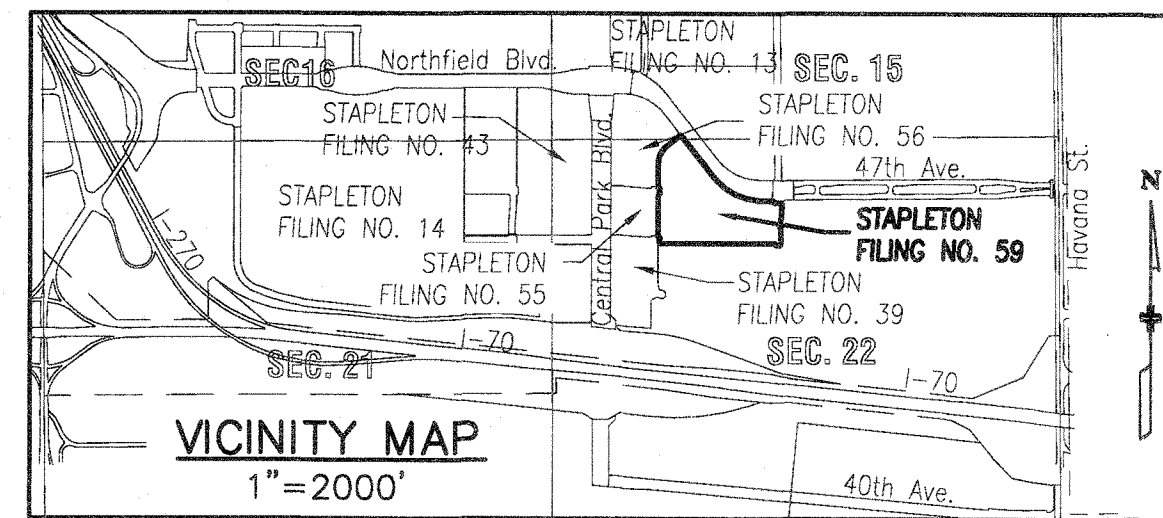 STAPLETON
FILING NO. 13
Northfield Blvd.
SEC16
SEC. 15
STAPLETON
FILING NO. 43
STAPLETON
FILING NO. 56
47th Ave.
Havana St.
N
STAPLETON
FILING NO. 14
Central Park Blvd.
STAPLETON
FILING NO. 59
I-270
STAPLETON
FILING NO. 55
STAPLETON
FILING NO. 39
I-70
SEC. 21
SEC. 22
I-70
VICINITY MAP
1"=2000'
40th Ave.